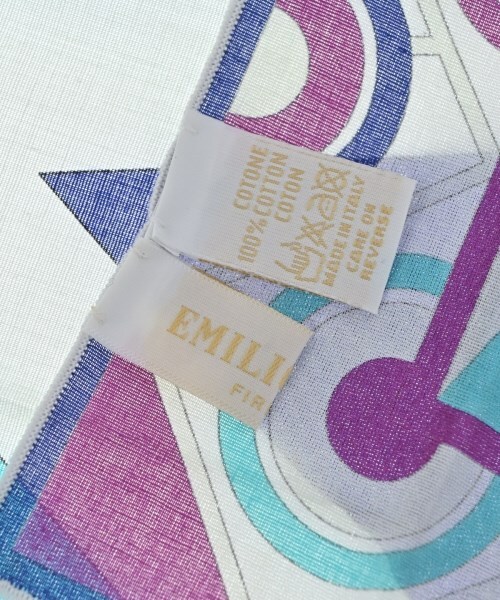 COTONE
100% COTTON
COTON
MADE IN ITALY
CARE ON
REVERSE
EMILI
FIR